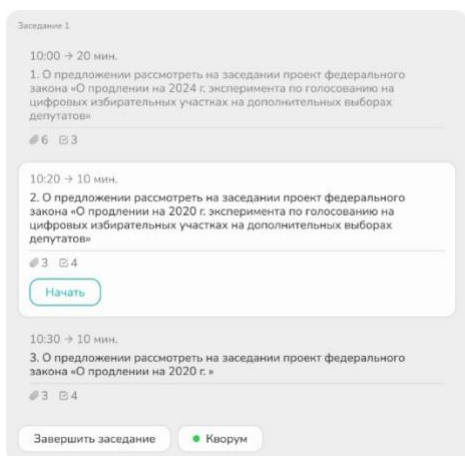 Заседание 1
10:00 → 20 мин.
1. О предложении рассмотреть на заседании проект федерального
закона «О продлении на 2024 г. эксперимента по голосованию на
цифровых избирательных участках на дополнительных выборах
депутатов»
6 3
10:20 → 10 мин.
2. О предложении рассмотреть на заседании проект федерального
закона «О продлении на 2020 г. эксперимента по голосованию на
цифровых избирательных участках на дополнительных выборах
депутатов»
3 4
Начать
10:30 → 10 мин.
3. О предложении рассмотреть на заседании проект федерального
закона «О продлении на 2020 г. »
3 4
Завершить заседание Кворум